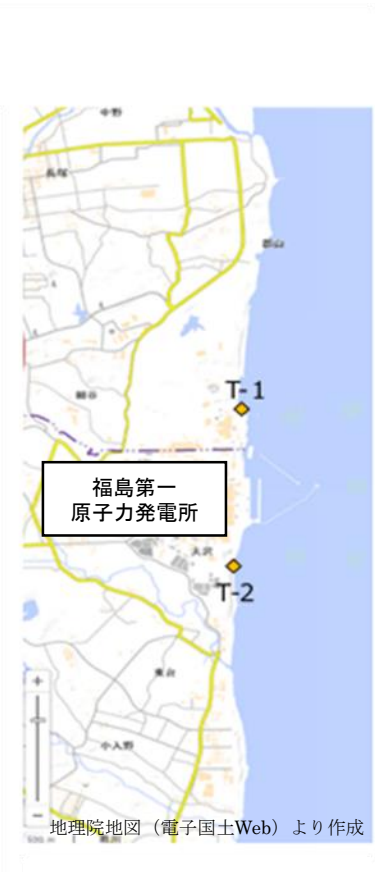 中野
長塚
郡山
T-1
細谷
福島第一
原子力発電所
夫沢
T-2
東台
小入野
+
−
地理院地図（電子国土Web）より作成
500 m